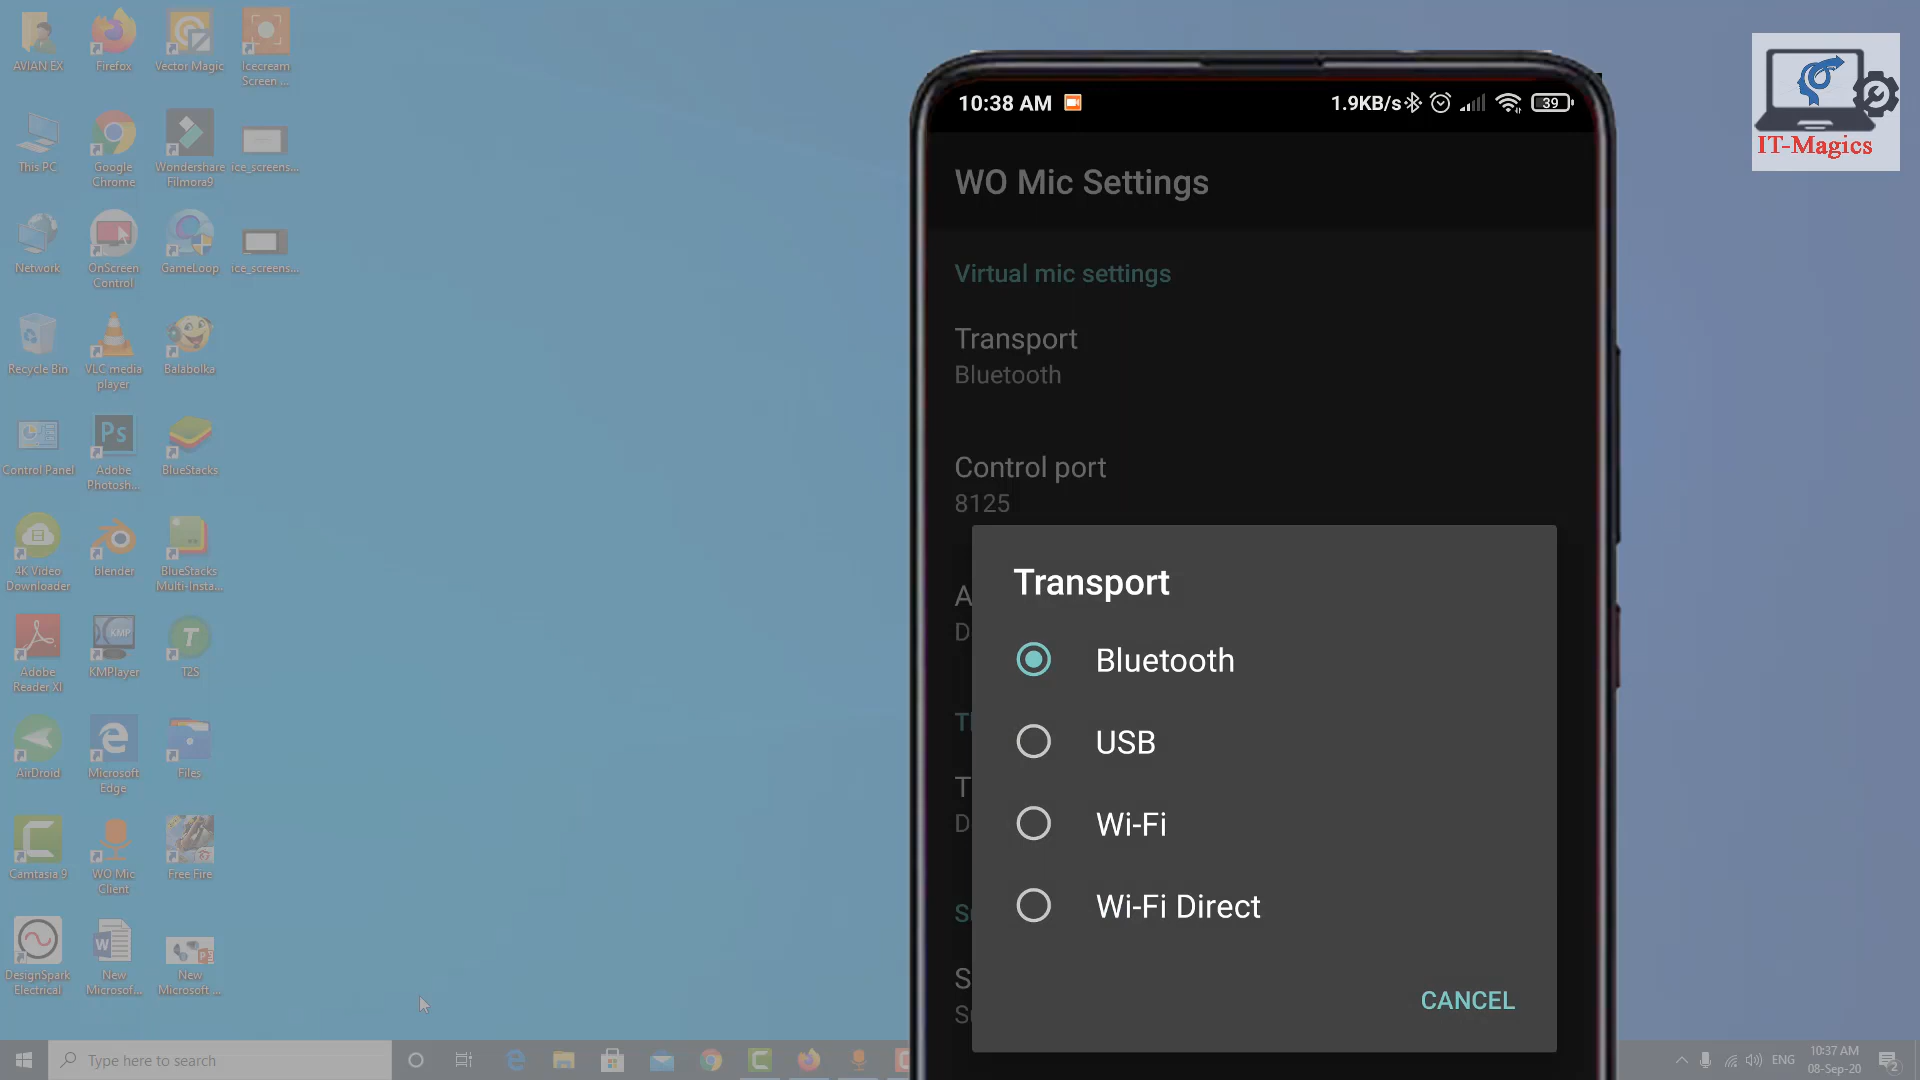 AVIAN EX
Firefox
Vector Magic
Icecream
Screen ...
This PC
Google
Chrome
Wondershare
Filmora9
ice_screens...
Network
OnScreen
Control
GameLoop
ice_screens...
Recycle Bin
VLC media
player
Balabolka
Control Panel
Ps
Adobe
Photosh...
BlueStacks
4K Video
Downloader
blender
BlueStacks
Multi-Insta...
Adobe
Reader XI
KMP
KMPlayer
T
T2S
AirDroid
Microsoft
Edge
Files
Camtasia 9
WO Mic
Client
Free Fire
DesignSpark
Electrical
New
Microsof...
New
Microsoft ...
Type here to search
10:38 AM
1.9KB/s
39
WO Mic Settings
Virtual mic settings
Transport
Bluetooth
Control port
8125
Transport
Bluetooth
USB
Wi-Fi
Wi-Fi Direct
CANCEL
IT-Magics
ENG
10:37 AM
08-Sep-20
2